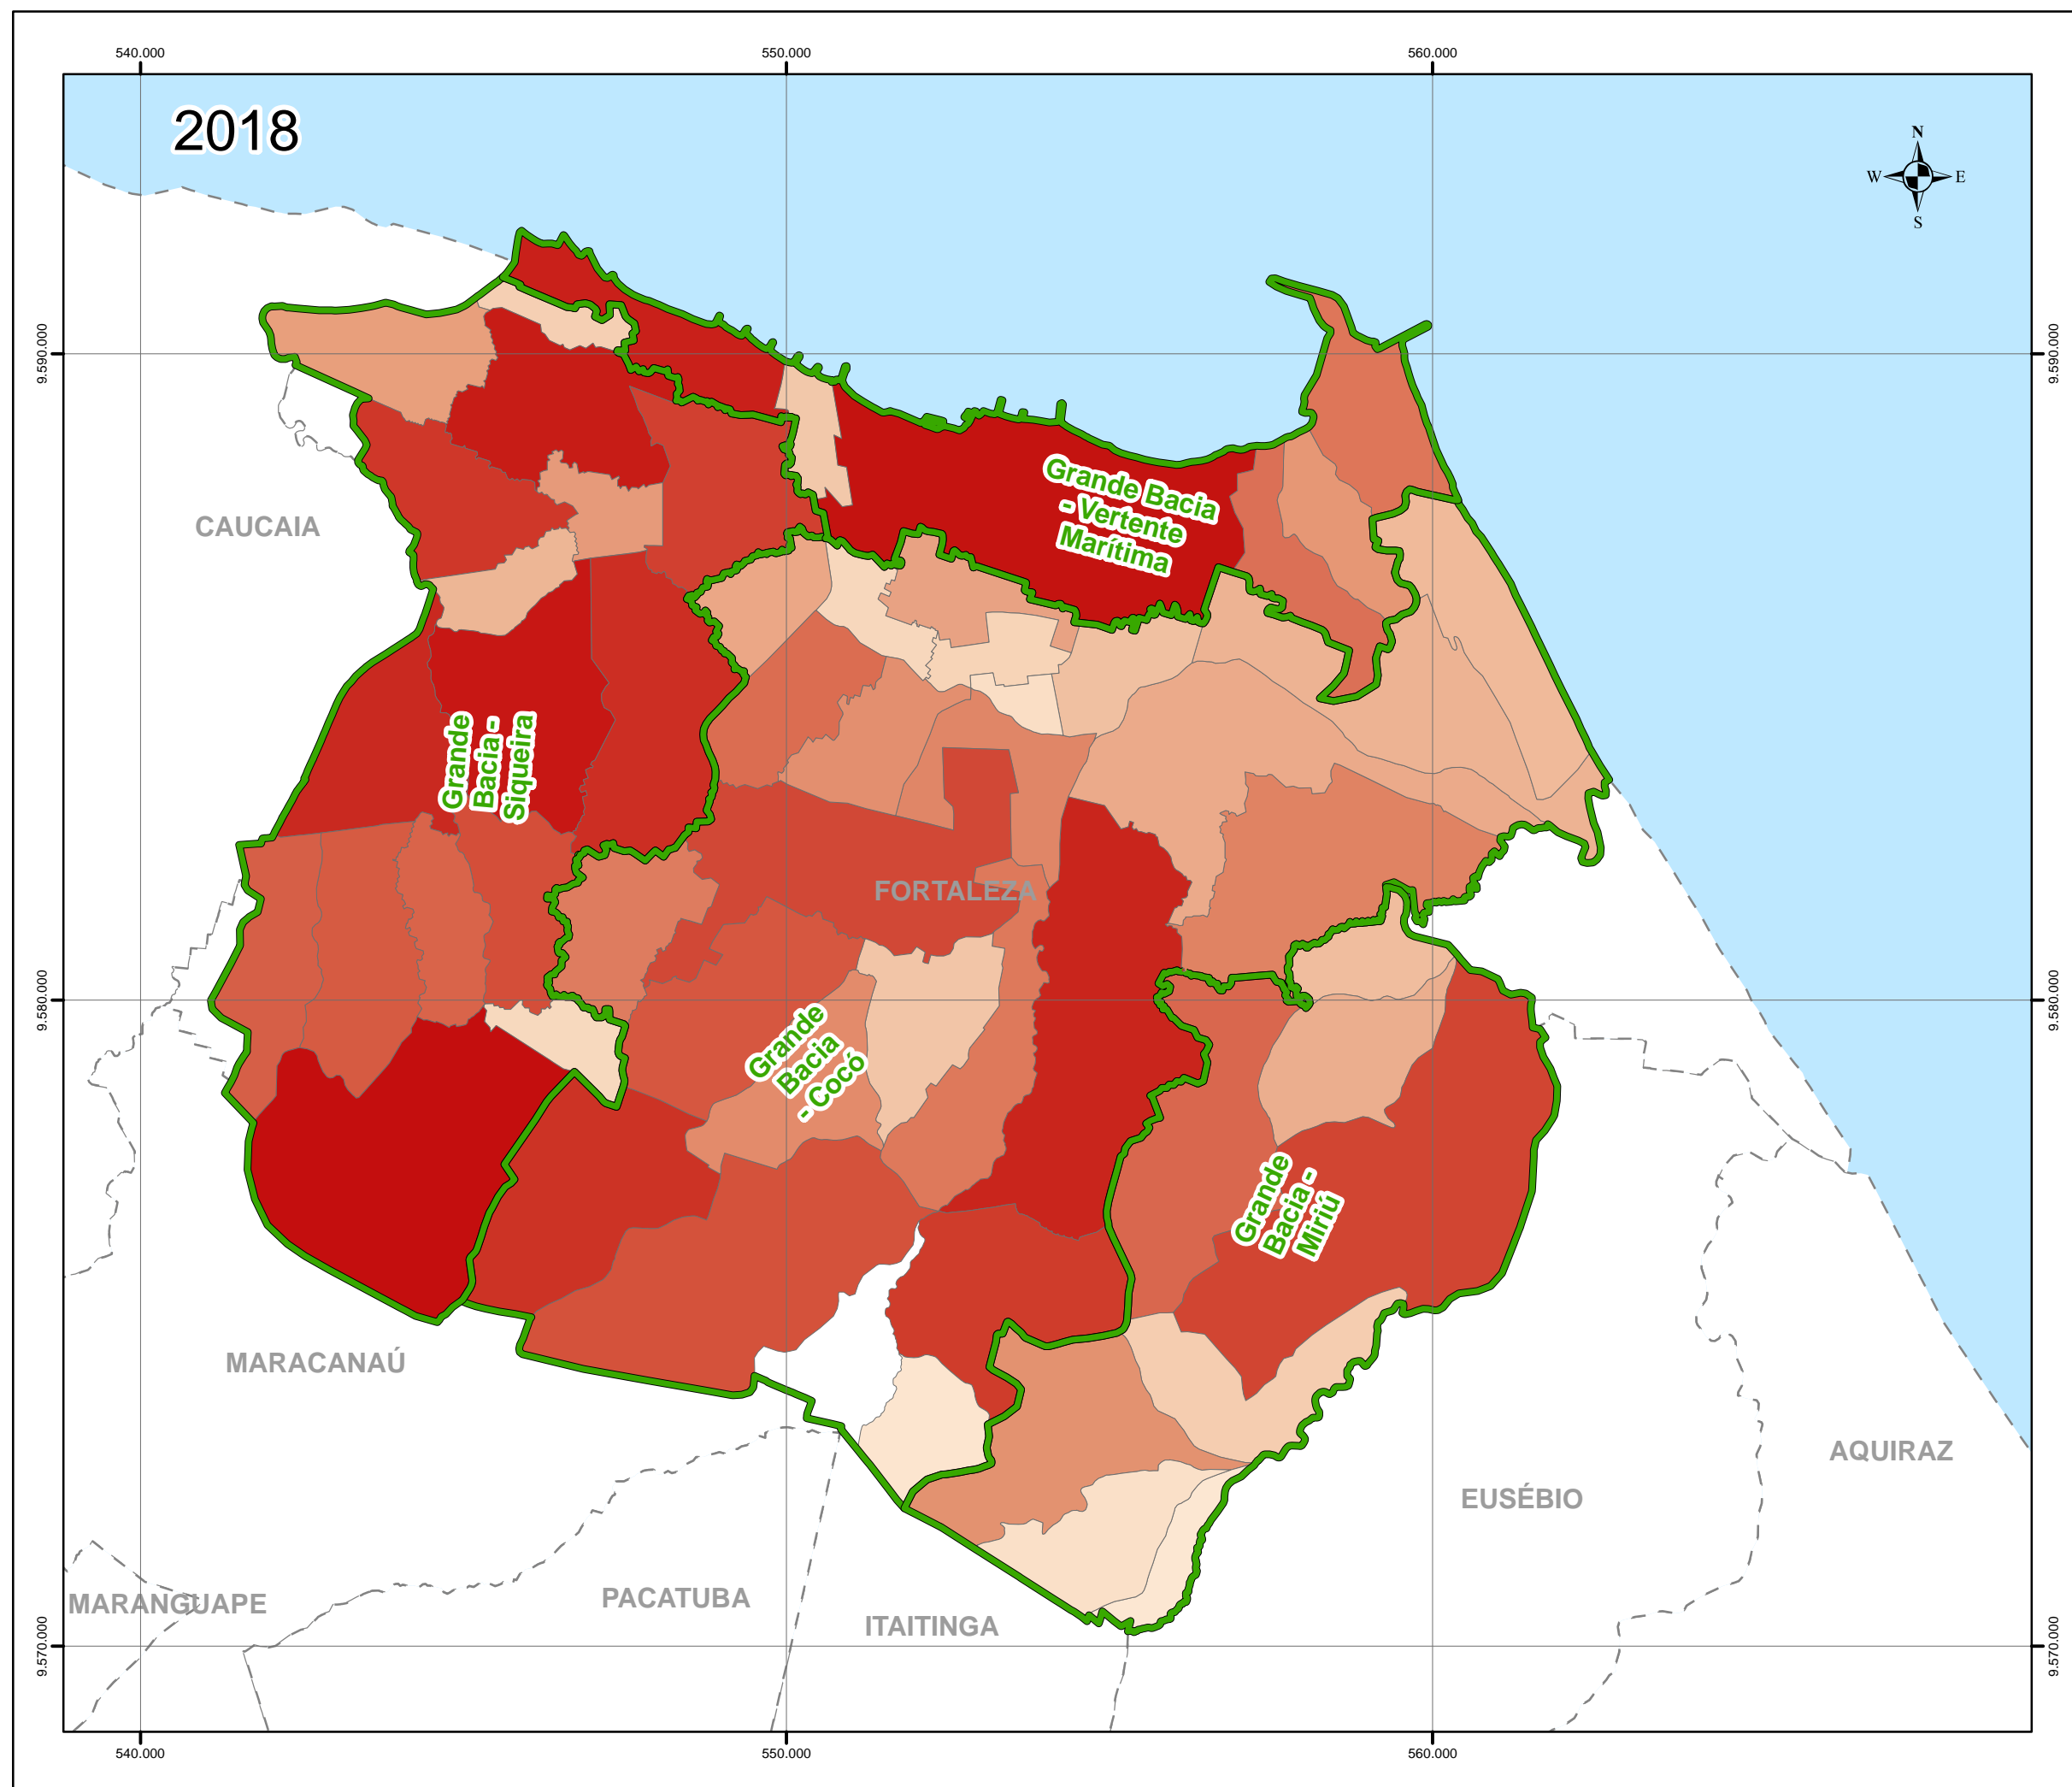 540.000
550.000
560.000
2018
N
W
E
S
9.590.000
9.590.000
Grande Bacia
- Vertente
Marítima
CAUCAIA
Grande
Bacia -
Siqueira
FORTALEZA
9.580.000
9.580.000
Grande
Bacia
- Cocó
Grande
Bacia -
Miriú
MARACANAÚ
AQUIRAZ
EUSÉBIO
PACATUBA
MARANGUAPE
ITAITINGA
9.570.000
9.570.000
540.000
550.000
560.000